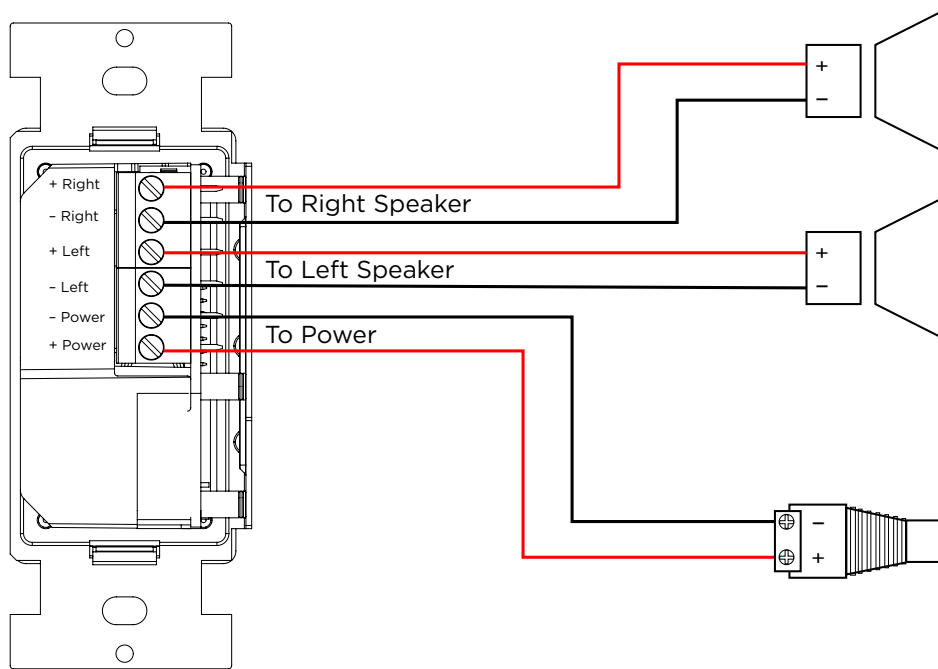 + Right
– Right
+ Left
– Left
– Power
+ Power
To Right Speaker
To Left Speaker
To Power
+
–
+
–
–
+